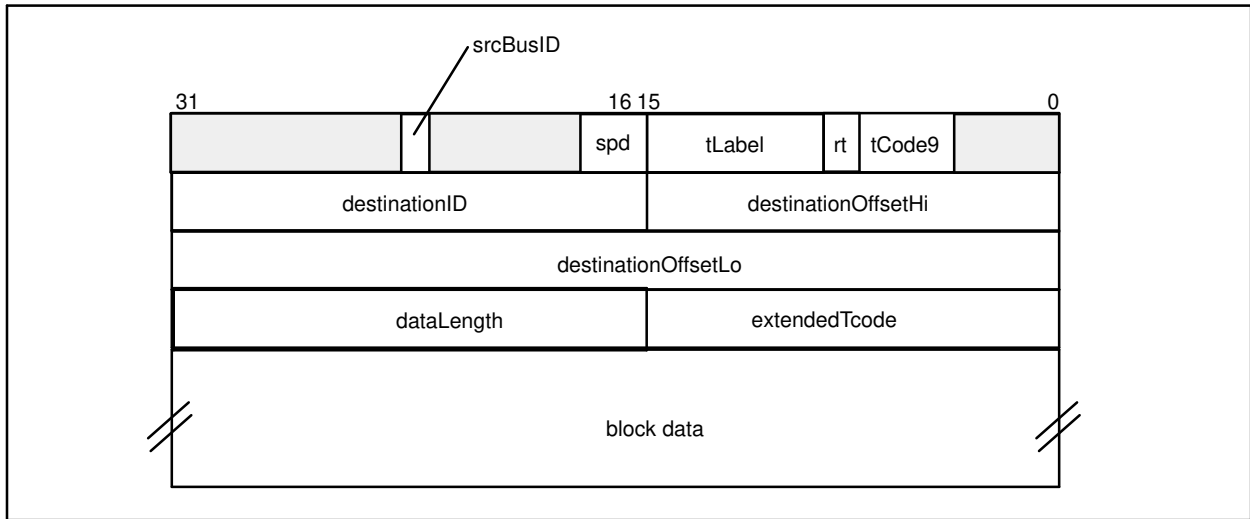 srcBusID
31 16 15 0
spd tLabel rt tCode9
destinationID destinationOffsetHi
destinationOffsetLo
dataLength extendedTcode
block data